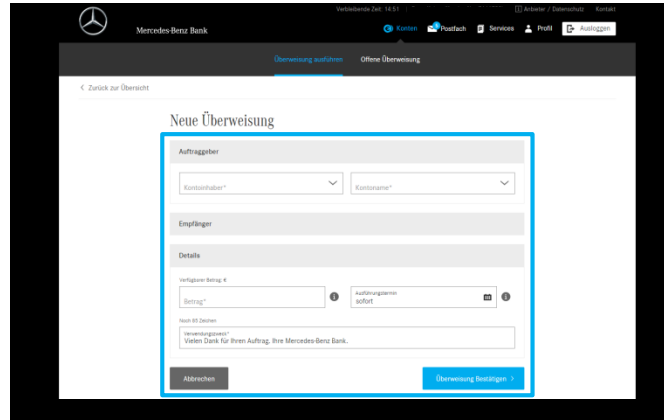 Verbleibende Zeit: 14:51
Anbieter / Datenschutz Kontakt
Mercedes-Benz Bank
Konten Postfach Services Profil Ausloggen
Überweisung ausführen Offene Überweisung
< Zurück zur Übersicht
Neue Überweisung
Auftraggeber
Kontoinhaber* Kontoname*
Empfänger
Details
Verfügbarer Betrag: €
Betrag* Ausführungstermin
sofort
Noch 85 Zeichen
Verwendungszweck*
Vielen Dank für Ihren Auftrag. Ihre Mercedes-Benz Bank.
Abbrechen Überweisung Bestätigen >